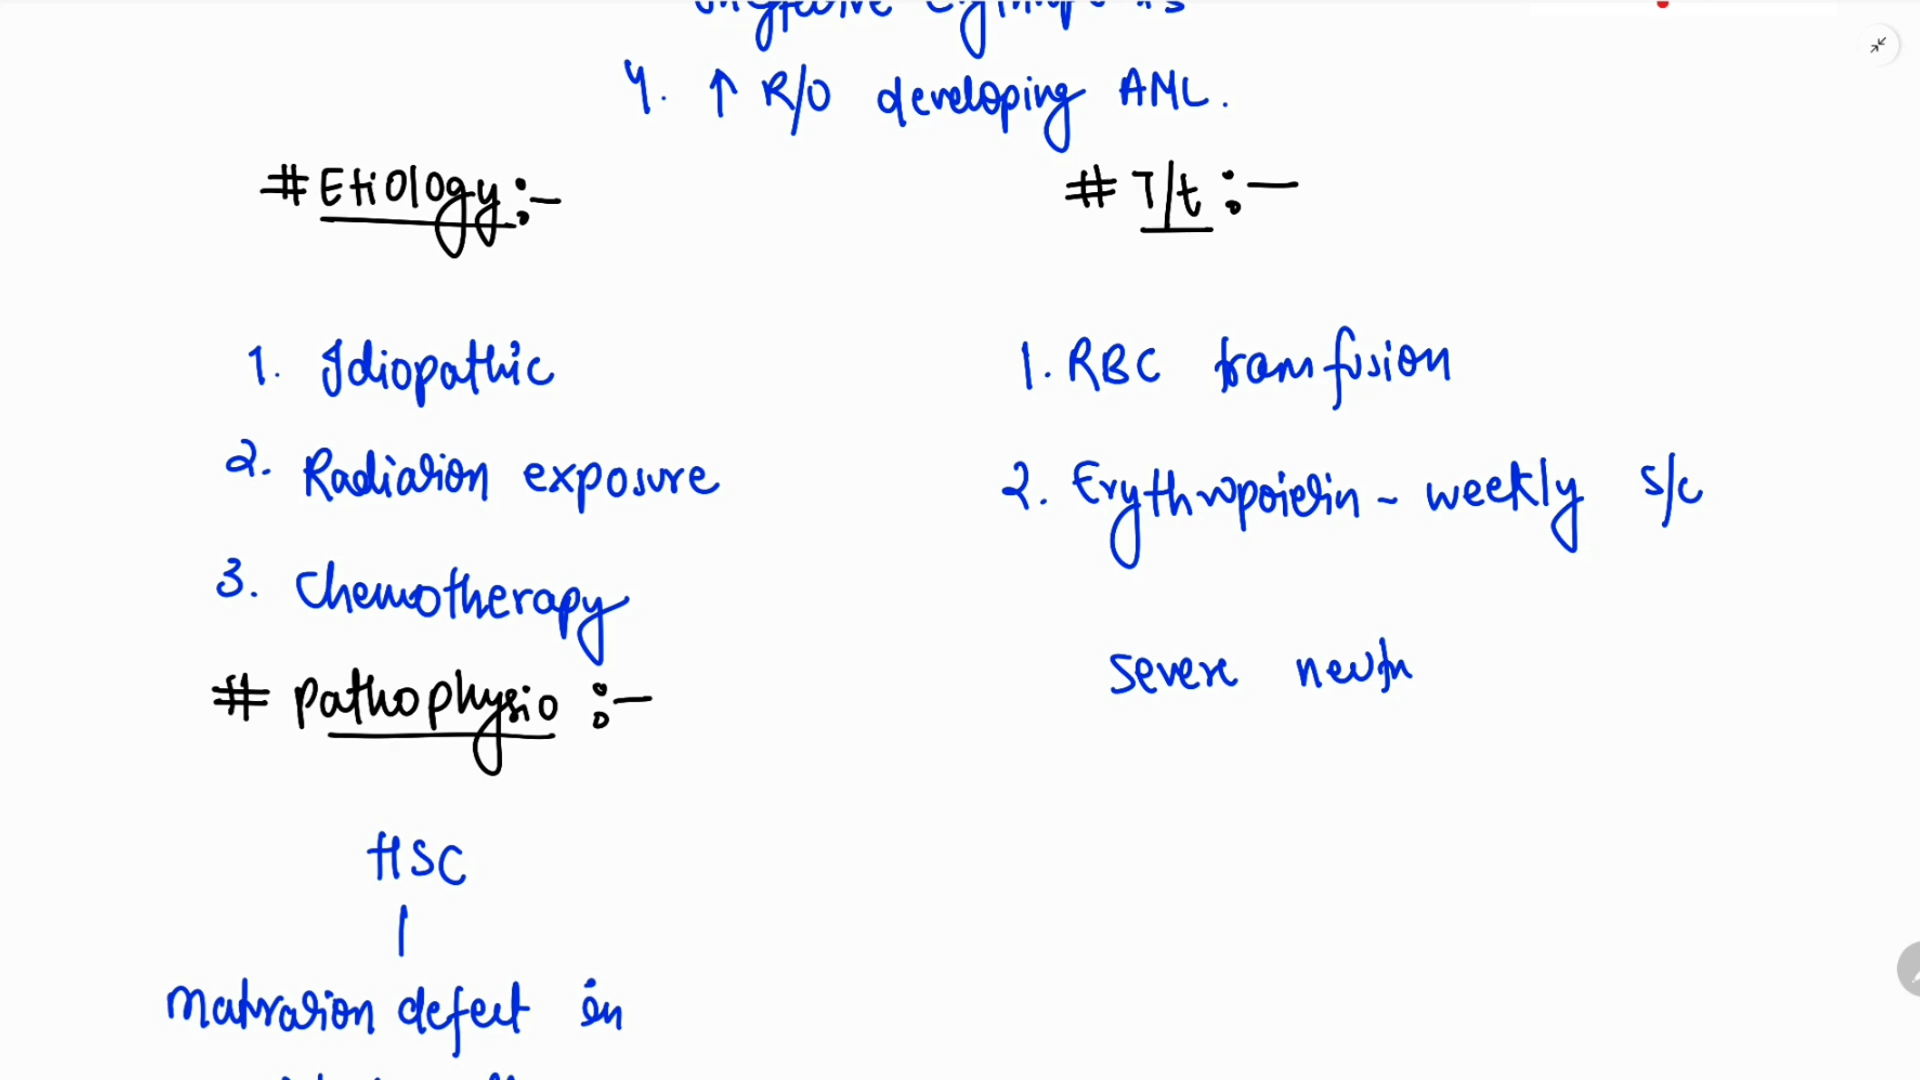 4. ↑ R/O developing AML.
# Etiology :-
1. Idiopathic
2. Radiation exposure
3. Chemotherapy
# pathophysio :-
HSC
Maturation defect in
# T/t :-
1. RBC transfusion
2. Erythropoietin - weekly s/c
severe neutr